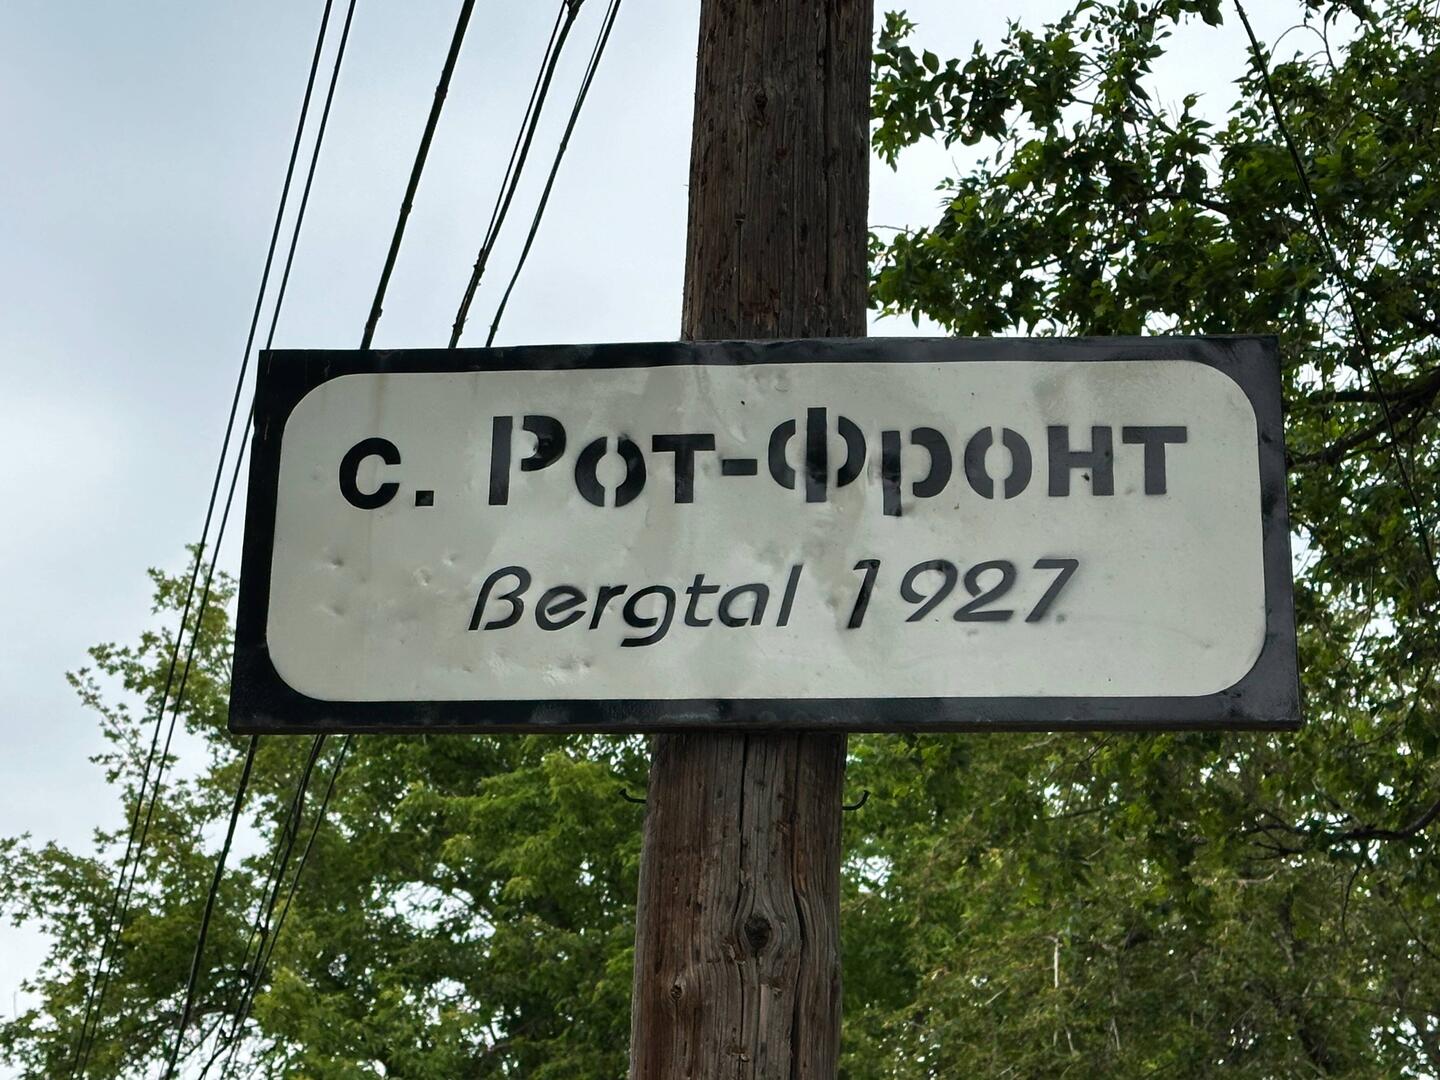 с. Рот-Фронт
Bergtal 1927